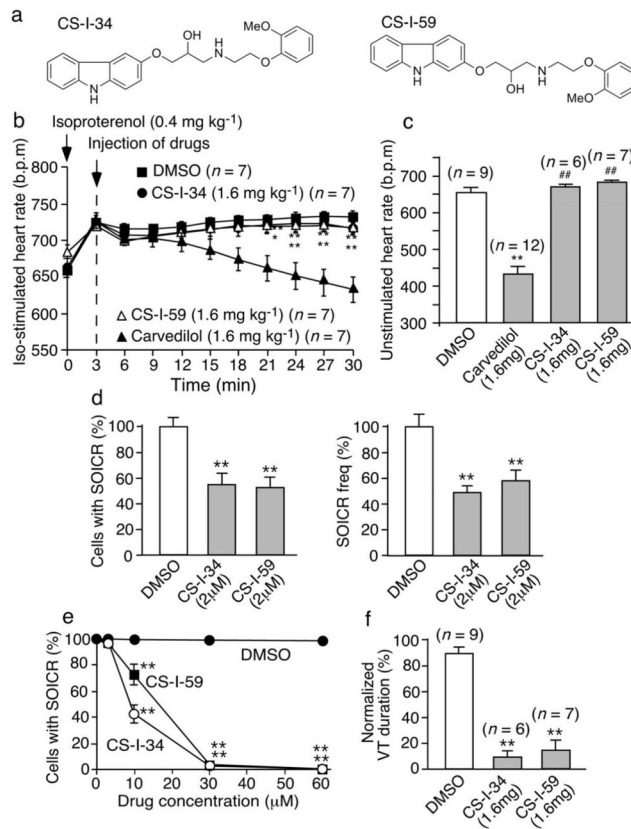 a
CS-I-34
CS-I-59
OH
O
N
H
O
MeO
N
H
N
H
O
OH
N
H
O
MeO
b
Isoproterenol (0.4 mg kg⁻¹)
Injection of drugs
Iso-stimulated heart rate (b.p.m)
800
750
700
650
600
550
DMSO (n = 7)
CS-I-34 (1.6 mg kg⁻¹) (n = 7)
CS-I-59 (1.6 mg kg⁻¹) (n = 7)
Carvedilol (1.6 mg kg⁻¹) (n = 7)
* * ** ** **
* ** ** **
0 3 6 9 12 15 18 21 24 27 30
Time (min)
c
Unstimulated heart rate (b.p.m)
700
600
500
400
300
(n = 9)
(n = 12)
**
(n = 6)
##
(n = 7)
##
DMSO
Carvedilol
(1.6mg)
CS-I-34
(1.6mg)
CS-I-59
(1.6mg)
d
Cells with SOICR (%)
100
80
60
40
20
0
**
**
DMSO
CS-I-34
(2μM)
CS-I-59
(2μM)
SOICR freq (%)
100
80
60
40
20
0
**
**
DMSO
CS-I-34
(2μM)
CS-I-59
(2μM)
e
Cells with SOICR (%)
100
80
60
40
20
0
DMSO
CS-I-59
**
**
CS-I-34
**
**
**
**
0 10 20 30 40 50 60
Drug concentration (μM)
f
Normalized
VT duration (%)
100
80
60
40
20
0
(n = 9)
(n = 6)
**
(n = 7)
**
DMSO
CS-I-34
(1.6mg)
CS-I-59
(1.6mg)